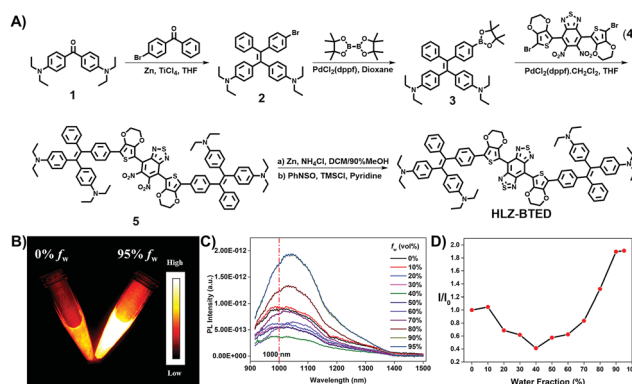 A)
Zn, TiCl4, THF
PdCl2(dppf), Dioxane
PdCl2(dppf).CH2Cl2, THF
(4
1
2
3
a) Zn, NH4Cl, DCM/90%MeOH
b) PhNSO, TMSCl, Pyridine
5
HLZ-BTED
B)
0% fw
95% fw
High
Low
C)
PL Intensity (a.u.)
2.00E-012
1.50E-012
1.00E-012
5.00E-013
0.00E+000
fw (vol%)
0%
10%
20%
30%
40%
50%
60%
70%
80%
90%
95%
1000 nm
900 1000 1100 1200 1300 1400 1500
Wavelength (nm)
D)
I/I0
2.0
1.8
1.6
1.4
1.2
1.0
0.8
0.6
0.4
0.2
0 10 20 30 40 50 60 70 80 90
Water Fraction (%)